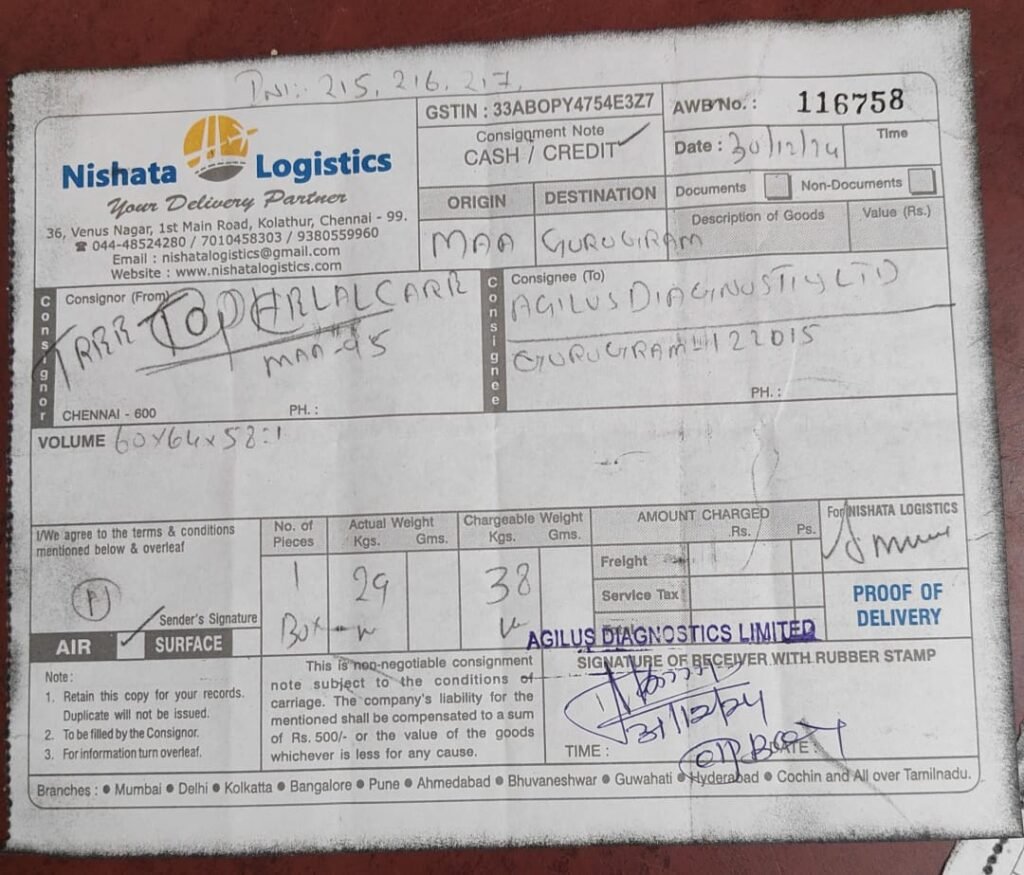 DNI:- 215, 216, 217,
Nishata Logistics
Your Delivery Partner
36, Venus Nagar, 1st Main Road, Kolathur, Chennai - 99.
☎ 044-48524280 / 7010458303 / 9380559960
Email : nishatalogistics@gmail.com
Website : www.nishatalogistics.com
GSTIN : 33ABOPY4754E3Z7
Consignment Note
CASH / CREDIT
AWB No. : 116758
Date : 30/12/24
Time
ORIGIN
DESTINATION
MAA
GURUGIRAM
Documents
Non-Documents
Description of Goods
Value (Rs.)
Consignor
Consignor (From)
MAA-95
CHENNAI - 600
PH. :
Consignee
Consignee (To)
AGILUS DIAGINUSTIY LTD
GURUGIRAM-122015
PH. :
VOLUME 60x64x58:1
I/We agree to the terms & conditions
mentioned below & overleaf
Sender's Signature
AIR
SURFACE
No. of
Pieces
1
Box
Actual Weight
Kgs. Gms.
29
Chargeable Weight
Kgs. Gms.
38
AMOUNT CHARGED
Rs. Ps.
Freight
Service Tax
For NISHATA LOGISTICS
PROOF OF
DELIVERY
AGILUS DIAGNOSTICS LIMITED
SIGNATURE OF RECEIVER WITH RUBBER STAMP
31/12/24
TIME :
DATE :
Note :
1. Retain this copy for your records.
Duplicate will not be issued.
2. To be filled by the Consignor.
3. For information turn overleaf.
This is non-negotiable consignment
note subject to the conditions of
carriage. The company's liability for the
mentioned shall be compensated to a sum
of Rs. 500/- or the value of the goods
whichever is less for any cause.
Branches : ● Mumbai ● Delhi ● Kolkatta ● Bangalore ● Pune ● Ahmedabad ● Bhuvaneshwar ● Guwahati ● Hyderabad ● Cochin and All over Tamilnadu.